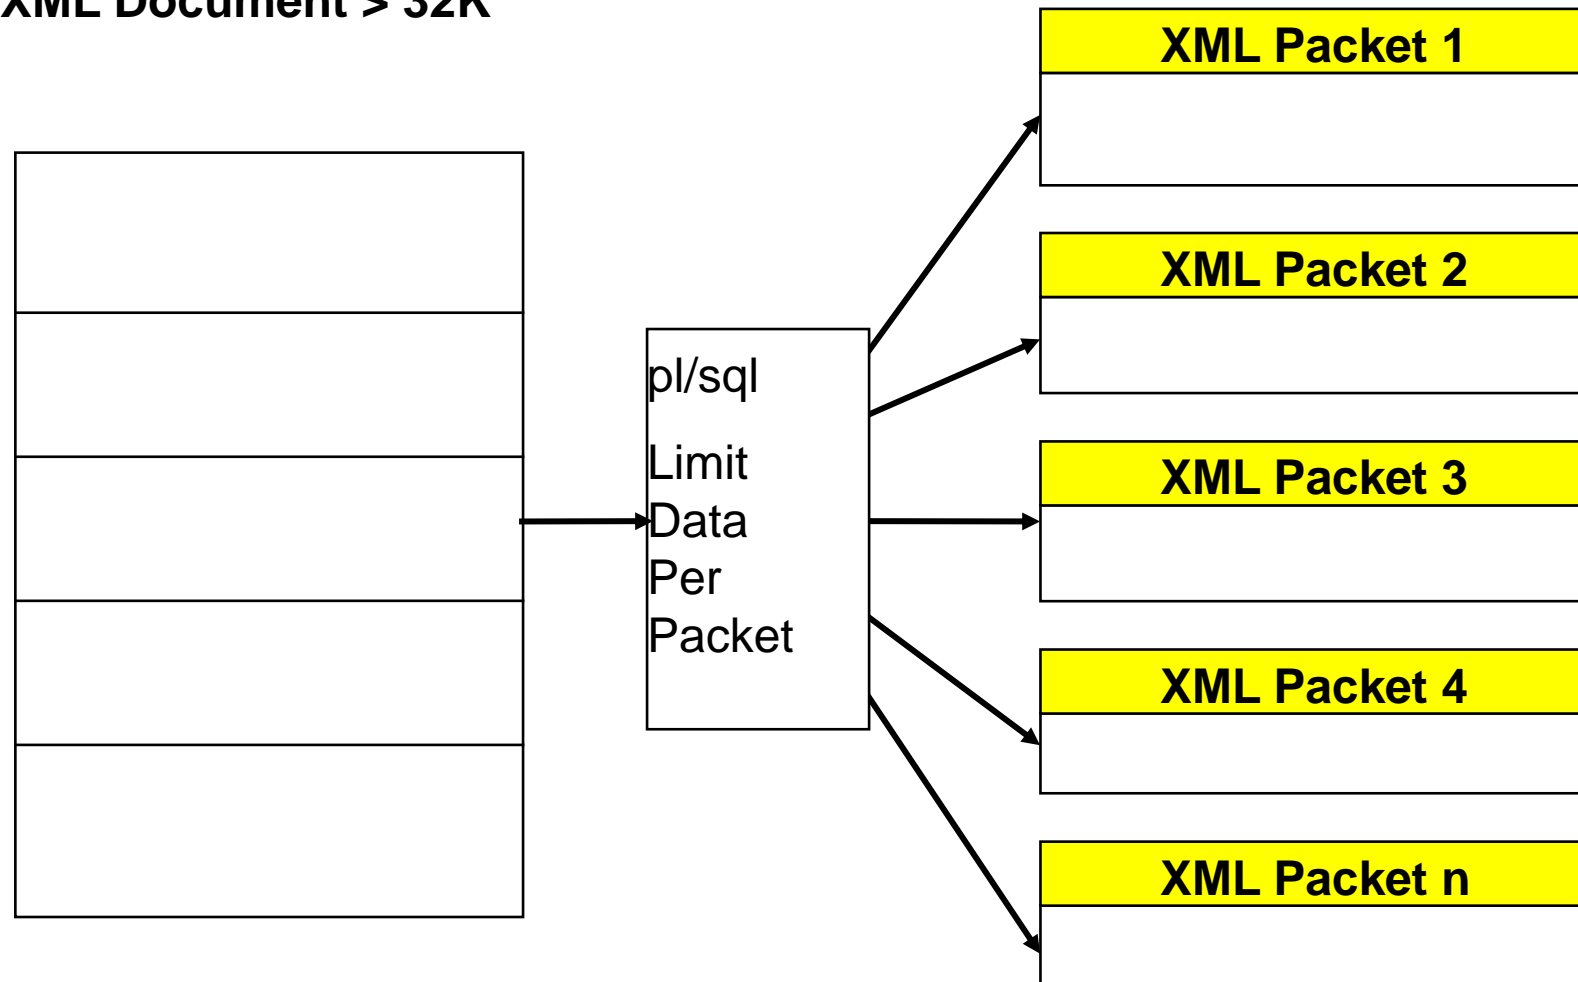 XML Document > 32K
XML Packet 1
XML Packet 2
pl/sql
Limit
Data
Per
Packet
XML Packet 3
XML Packet 4
XML Packet n